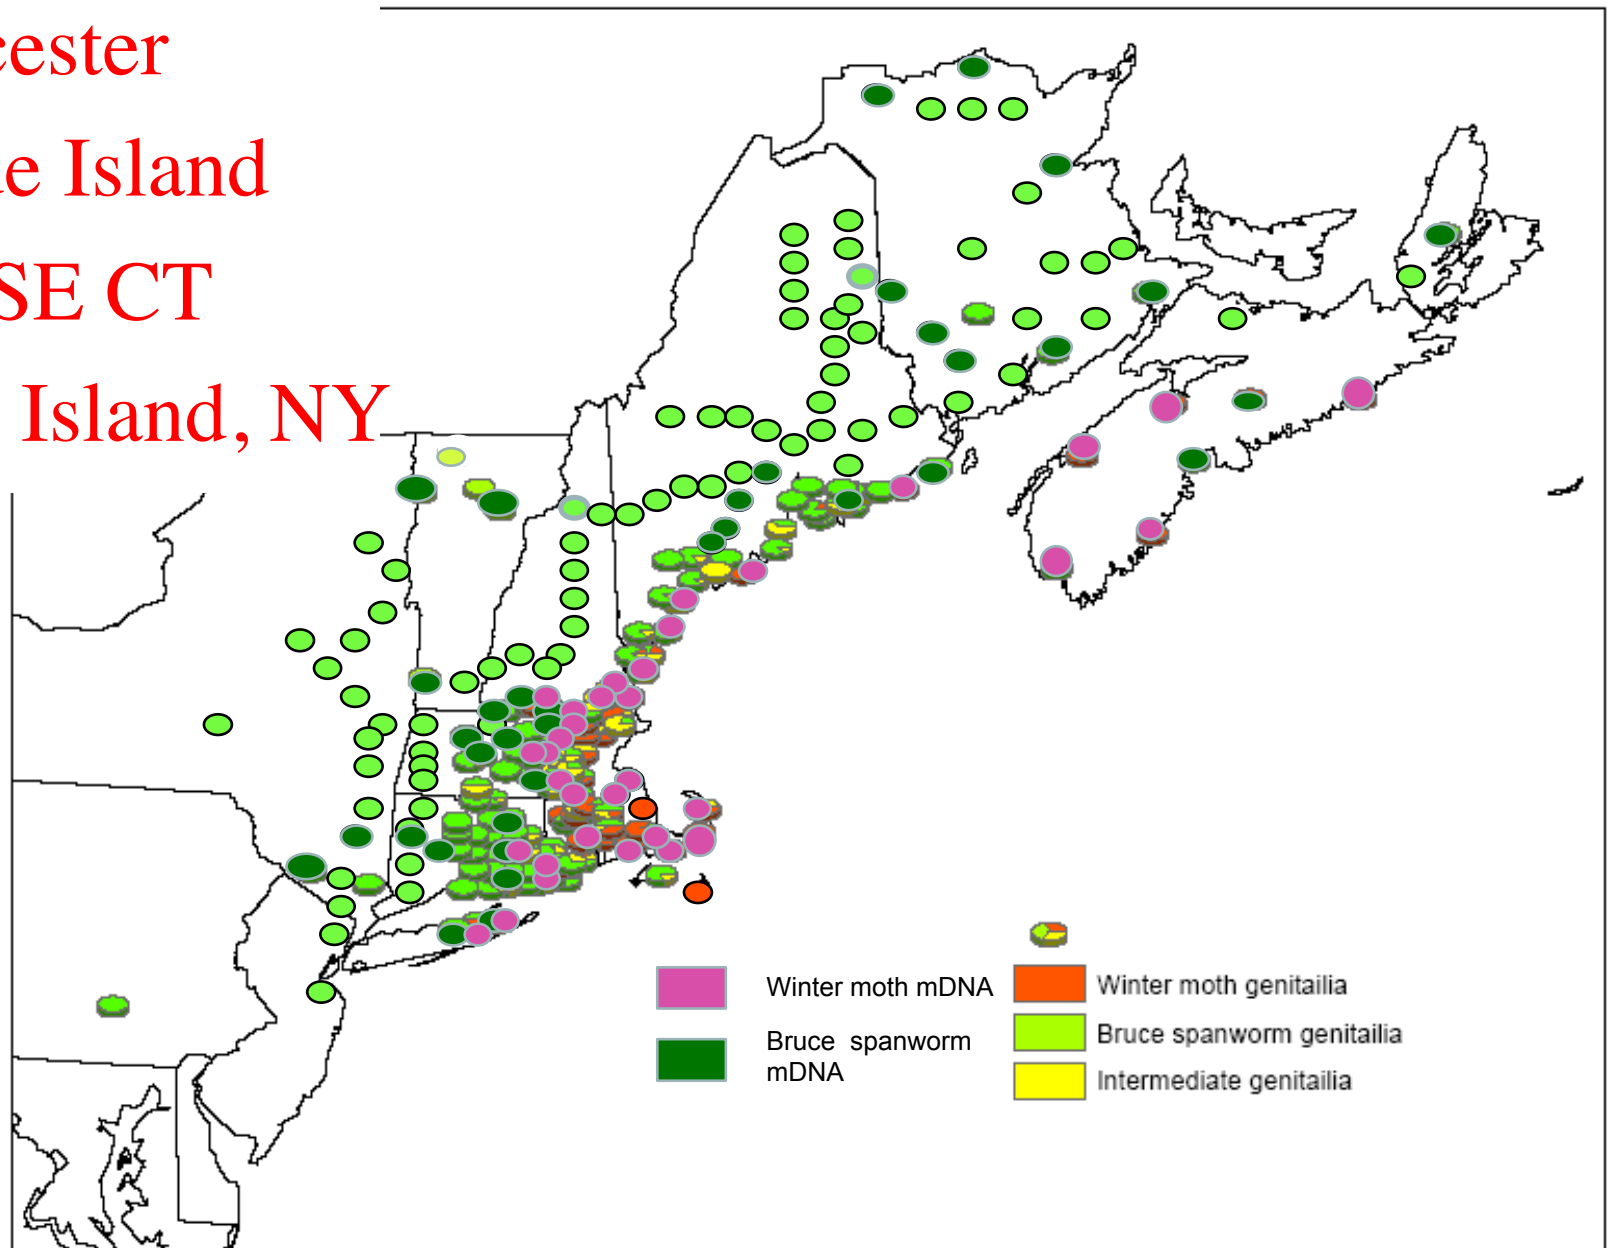 cester
e Island
SE CT
Island, NY
Winter moth mDNA
Bruce spanworm
mDNA
Winter moth genitailia
Bruce spanworm genitailia
Intermediate genitailia